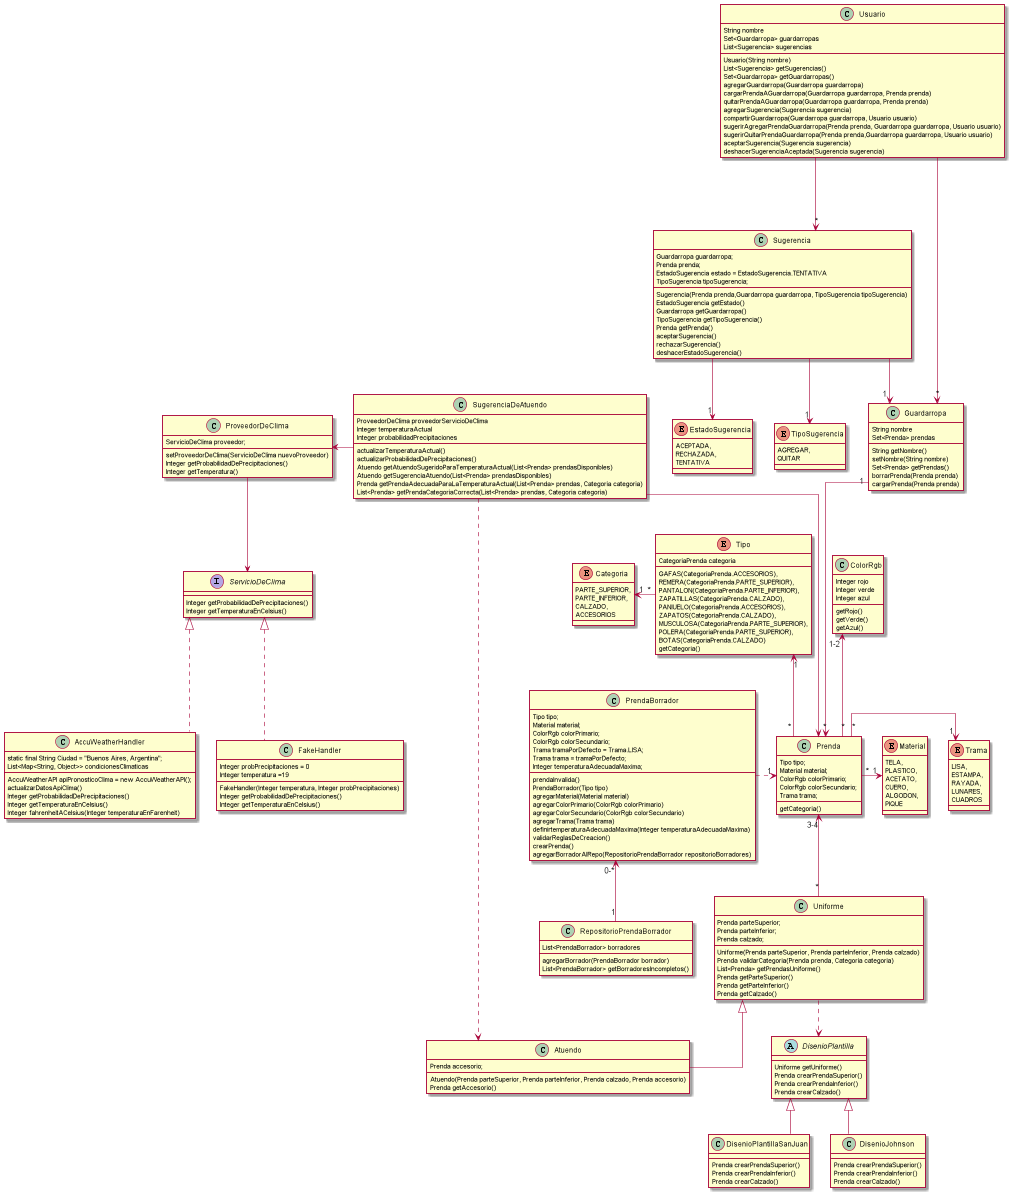 C Usuario
String nombre
Set<Guardarropa> guardarropas
List<Sugerencia> sugerencias
Usuario(String nombre)
List<Sugerencia> getSugerencias()
Set<Guardarropa> getGuardarropas()
agregarGuardarropa(Guardarropa guardarropa)
cargarPrendaAGuardarropa(Guardarropa guardarropa, Prenda prenda)
quitarPrendaAGuardarropa(Guardarropa guardarropa, Prenda prenda)
agregarSugerencia(Sugerencia sugerencia)
compartirGuardarropa(Guardarropa guardarropa, Usuario usuario)
sugerirAgregarPrendaGuardarropa(Prenda prenda, Guardarropa guardarropa, Usuario usuario)
sugerirQuitarPrendaGuardarropa(Prenda prenda,Guardarropa guardarropa, Usuario usuario)
aceptarSugerencia(Sugerencia sugerencia)
deshacerSugerenciaAceptada(Sugerencia sugerencia)
*
C Sugerencia
Guardarropa guardarropa;
Prenda prenda;
EstadoSugerencia estado = EstadoSugerencia.TENTATIVA
TipoSugerencia tipoSugerencia;
Sugerencia(Prenda prenda,Guardarropa guardarropa, TipoSugerencia tipoSugerencia)
EstadoSugerencia getEstado()
Guardarropa getGuardarropa()
TipoSugerencia getTipoSugerencia()
Prenda getPrenda()
aceptarSugerencia()
rechazarSugerencia()
deshacerEstadoSugerencia()
1
1
1
*
C SugerenciaDeAtuendo
ProveedorDeClima proveedorServicioDeClima
Integer temperaturaActual
Integer probabilidadPrecipitaciones
actualizarTemperaturaActual()
actualizarProbabilidadDePrecipitaciones()
Atuendo getAtuendoSugeridoParaTemperaturaActual(List<Prenda> prendasDisponibles)
Atuendo getSugerenciaAtuendo(List<Prenda> prendasDisponibles)
Prenda getPrendaAdecuadaParaLaTemperaturaActual(List<Prenda> prendas, Categoria categoria)
List<Prenda> getPrendaCategoriaCorrecta(List<Prenda> prendas, Categoria categoria)
C ProveedorDeClima
ServicioDeClima proveedor;
setProveedorDeClima(ServicioDeClima nuevoProveedor)
Integer getProbabilidadDePrecipitaciones()
Integer getTemperatura()
E EstadoSugerencia
ACEPTADA,
RECHAZADA,
TENTATIVA
E TipoSugerencia
AGREGAR,
QUITAR
C Guardarropa
String nombre
Set<Prenda> prendas
String getNombre()
setNombre(String nombre)
Set<Prenda> getPrendas()
borrarPrenda(Prenda prenda)
cargarPrenda(Prenda prenda)
1
I ServicioDeClima
Integer getProbabilidadDePrecipitaciones()
Integer getTemperaturaEnCelsius()
E Categoria
PARTE_SUPERIOR,
PARTE_INFERIOR,
CALZADO,
ACCESORIOS
1
*
E Tipo
CategoriaPrenda categoria
GAFAS(CategoriaPrenda.ACCESORIOS),
REMERA(CategoriaPrenda.PARTE_SUPERIOR),
PANTALON(CategoriaPrenda.PARTE_INFERIOR),
ZAPATILLAS(CategoriaPrenda.CALZADO),
PANIUELO(CategoriaPrenda.ACCESORIOS),
ZAPATOS(CategoriaPrenda.CALZADO),
MUSCULOSA(CategoriaPrenda.PARTE_SUPERIOR),
POLERA(CategoriaPrenda.PARTE_SUPERIOR),
BOTAS(CategoriaPrenda.CALZADO)
getCategoria()
C ColorRgb
Integer rojo
Integer verde
Integer azul
getRojo()
getVerde()
getAzul()
1
1-2
C AccuWeatherHandler
static final String Ciudad = "Buenos Aires, Argentina";
List<Map<String, Object>> condicionesClimaticas
AccuWeatherAPI apiPronosticoClima = new AccuWeatherAPI();
actualizarDatosApiClima()
Integer getProbabilidadDePrecipitaciones()
Integer getTemperaturaEnCelsius()
Integer fahrenheitACelsius(Integer temperaturaEnFarenheit)
C FakeHandler
Integer probPrecipitaciones = 0
Integer temperatura =19
FakeHandler(Integer temperatura, Integer probPrecipitaciones)
Integer getProbabilidadDePrecipitaciones()
Integer getTemperaturaEnCelsius()
C PrendaBorrador
Tipo tipo;
Material material;
ColorRgb colorPrimario;
ColorRgb colorSecundario;
Trama tramaPorDefecto = Trama.LISA;
Trama trama = tramaPorDefecto;
Integer temperaturaAdecuadaMaxima;
prendaInvalida()
PrendaBorrador(Tipo tipo)
agregarMaterial(Material material)
agregarColorPrimario(ColorRgb colorPrimario)
agregarColorSecundario(ColorRgb colorSecundario)
agregarTrama(Trama trama)
definirtemperaturaAdecuadaMaxima(Integer temperaturaAdecuadaMaxima)
validarReglasDeCreacion()
crearPrenda()
agregarBorradorAlRepo(RepositorioPrendaBorrador repositorioBorradores)
1
*
*
*
*
C Prenda
Tipo tipo;
Material material;
ColorRgb colorPrimario;
ColorRgb colorSecundario;
Trama trama;
getCategoria()
* 1
E Material
TELA,
PLASTICO,
ACETATO,
CUERO,
ALGODON,
PIQUE
1
E Trama
LISA,
ESTAMPA,
RAYADA,
LUNARES,
CUADROS
3-4
*
0-*
1
C RepositorioPrendaBorrador
List<PrendaBorrador> borradores
agregarBorrador(PrendaBorrador borrador)
List<PrendaBorrador> getBorradoresIncompletos()
C Uniforme
Prenda parteSuperior;
Prenda parteInferior;
Prenda calzado;
Uniforme(Prenda parteSuperior, Prenda parteInferior, Prenda calzado)
Prenda validarCategoria(Prenda prenda, Categoria categoria)
List<Prenda> getPrendasUniforme()
Prenda getParteSuperior()
Prenda getParteInferior()
Prenda getCalzado()
C Atuendo
Prenda accesorio;
Atuendo(Prenda parteSuperior, Prenda parteInferior, Prenda calzado, Prenda accesorio)
Prenda getAccesorio()
A DisenioPlantilla
Uniforme getUniforme()
Prenda crearPrendaSuperior()
Prenda crearPrendaInferior()
Prenda crearCalzado()
C DisenioPlantillaSanJuan
Prenda crearPrendaSuperior()
Prenda crearPrendaInferior()
Prenda crearCalzado()
C DisenioJohnson
Prenda crearPrendaSuperior()
Prenda crearPrendaInferior()
Prenda crearCalzado()